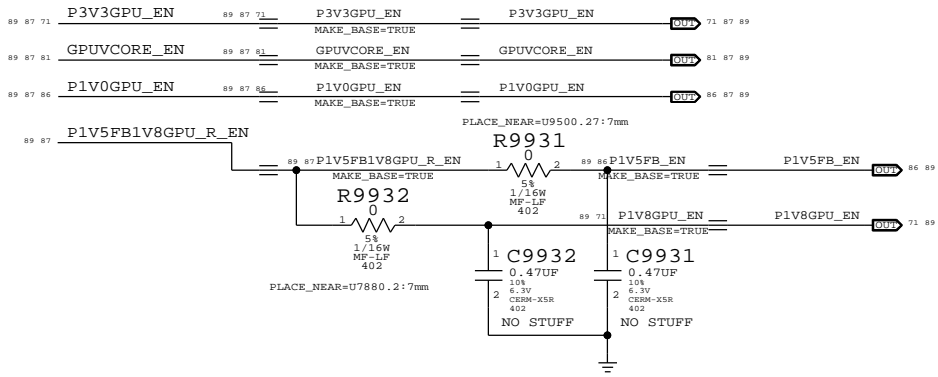 89 87 71 P3V3GPU_EN 89 87 71 P3V3GPU_EN P3V3GPU_EN OUT 71 87 89
MAKE_BASE=TRUE
89 87 81 GPUVCORE_EN 89 87 81 GPUVCORE_EN GPUVCORE_EN OUT 81 87 89
MAKE_BASE=TRUE
89 87 86 P1V0GPU_EN 89 87 86 P1V0GPU_EN P1V0GPU_EN OUT 86 87 89
MAKE_BASE=TRUE
PLACE_NEAR=U9500.27:7mm
89 87 P1V5FB1V8GPU_R_EN
R9931
0
89 87 P1V5FB1V8GPU_R_EN 1 2 89 86 P1V5FB_EN P1V5FB_EN OUT 86 89
MAKE_BASE=TRUE MAKE_BASE=TRUE
5%
1/16W
MF-LF
402
R9932
0
1 2 89 71 P1V8GPU_EN P1V8GPU_EN OUT 71 89
MAKE_BASE=TRUE
5%
1/16W
MF-LF
402
PLACE_NEAR=U7880.2:7mm
1 C9932
0.47UF
10%
2 6.3V
CERM-X5R
402
NO STUFF
1 C9931
0.47UF
10%
2 6.3V
CERM-X5R
402
NO STUFF